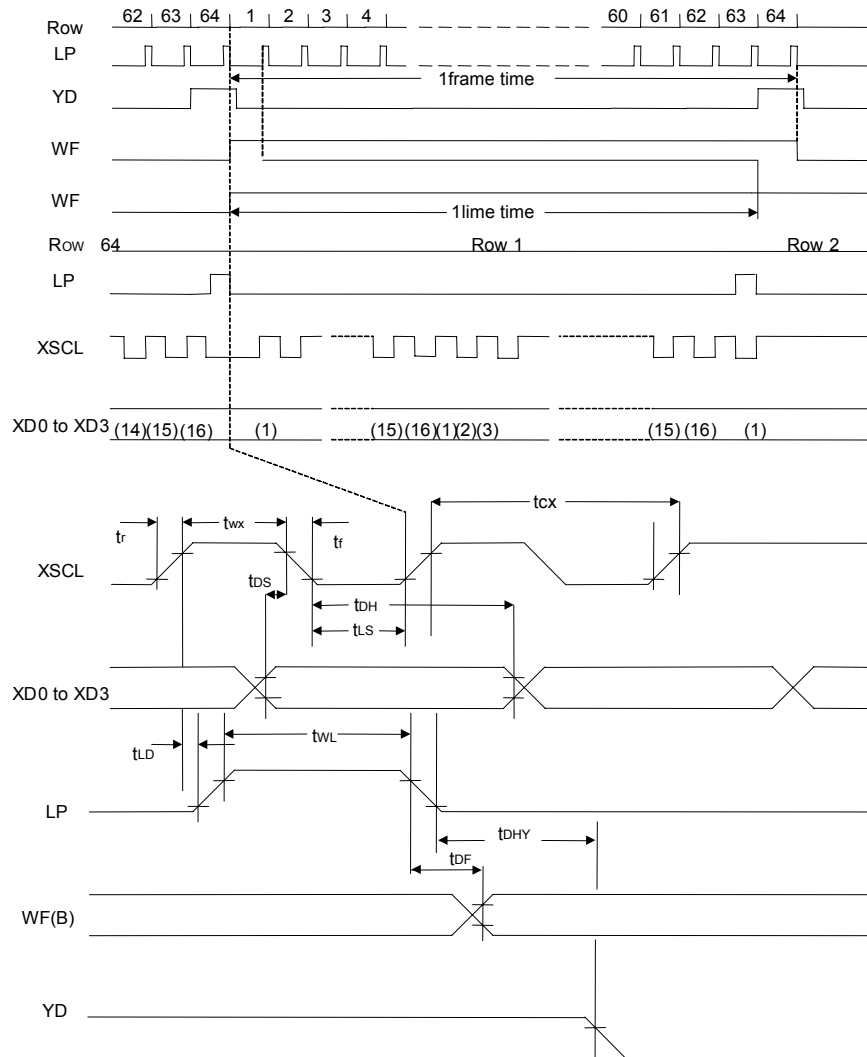 62 63 64 1 2 3 4 60 61 62 63 64
Row
LP
1frame time
YD
WF
WF
1lime time
Row 64 Row 1 Row 2
LP
XSCL
XD0 to XD3
(14)(15)(16) (1) (15)(16)(1)(2)(3) (15)(16) (1)
tcx
tr twx tf
XSCL
tDS
tDH
tLS
XD0 to XD3
tWL
tLD
LP
tDHY
tDF
WF(B)
YD